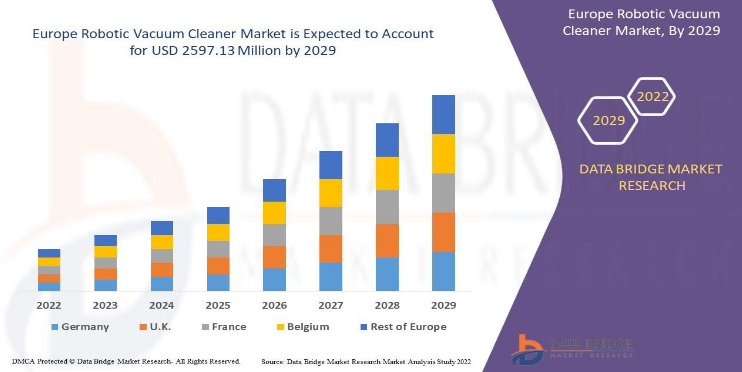 Europe Robotic Vacuum Cleaner Market is Expected to Account
for USD 2597.13 Million by 2029
2022 2023 2024 2025 2026 2027 2028 2029
Germany U.K. France Belgium Rest of Europe
DMCA Protected © Data Bridge Market Research- All Rights Reserved.
Source: Data Bridge Market Research Market Analysis Study 2022
Europe Robotic Vacuum
Cleaner Market, By 2029
2022
2029
DATA BRIDGE MARKET
RESEARCH
DATA BRIDGE
MARKET RESEARCH